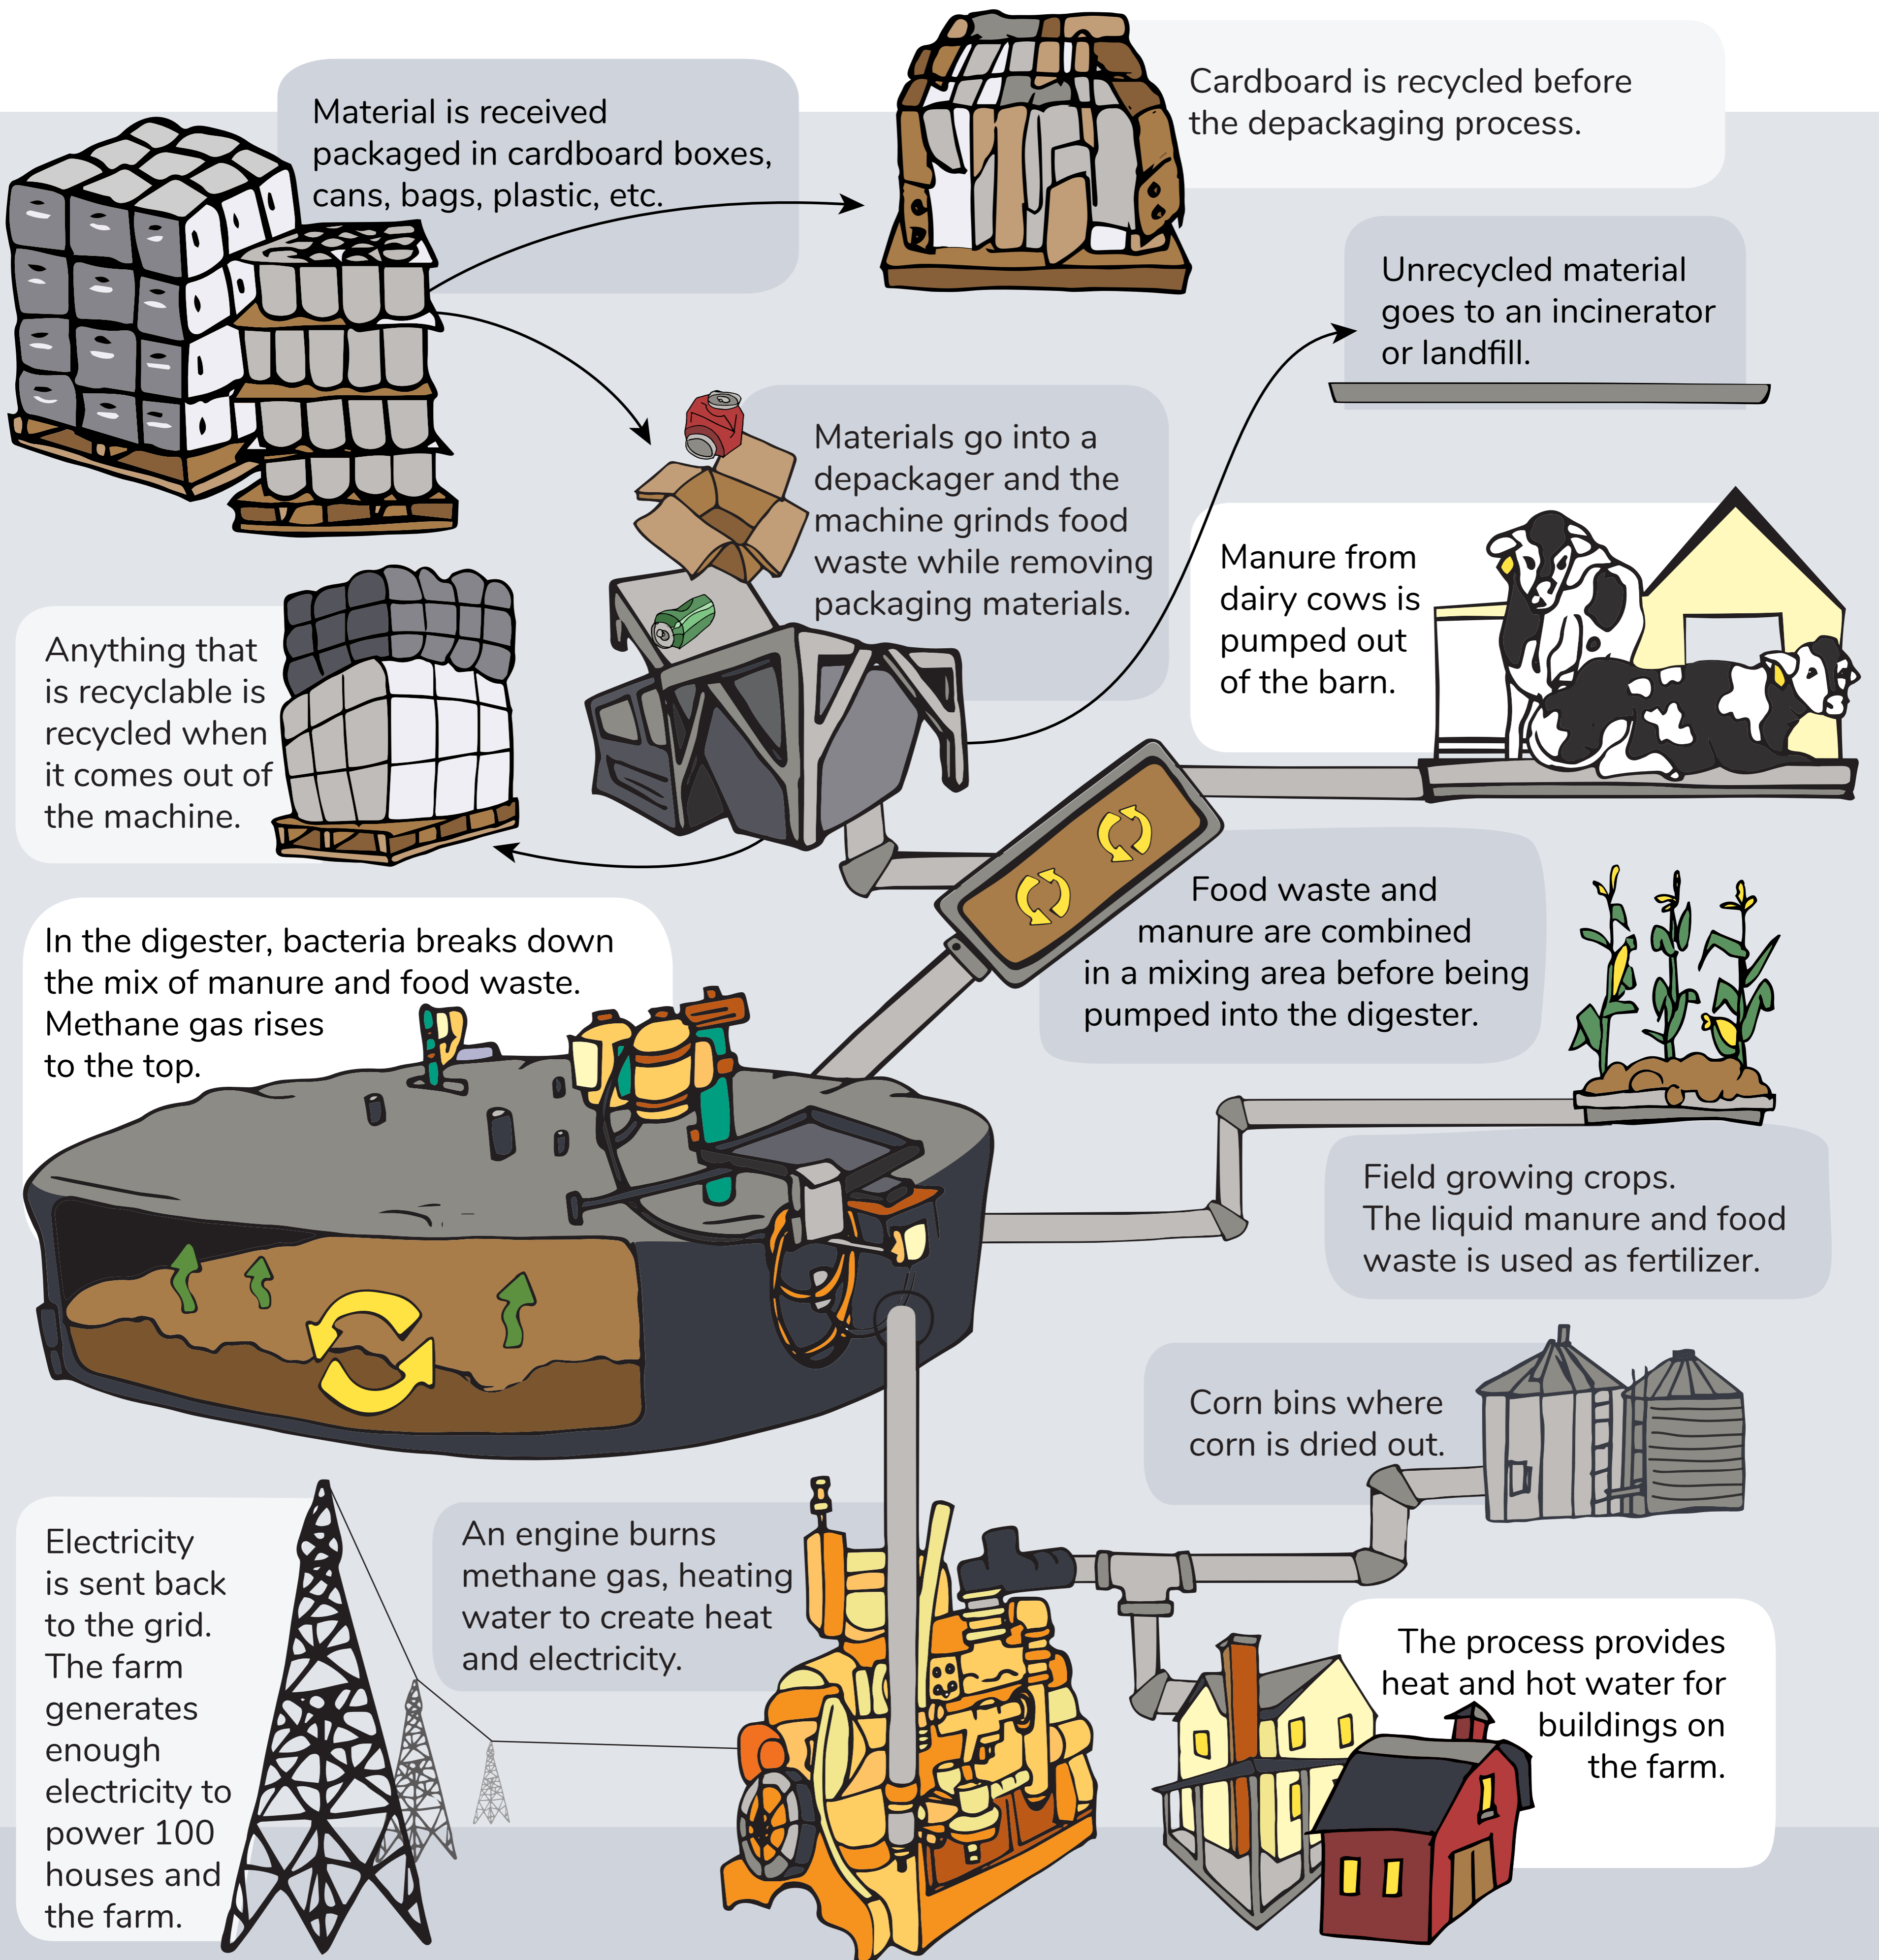 Material is received
packaged in cardboard boxes,
cans, bags, plastic, etc.
Cardboard is recycled before
the depackaging process.
Unrecycled material
goes to an incinerator
or landfill.
Materials go into a
depackager and the
machine grinds food
waste while removing
packaging materials.
Manure from
dairy cows is
pumped out
of the barn.
Anything that
is recyclable is
recycled when
it comes out of
the machine.
Food waste and
manure are combined
in a mixing area before being
pumped into the digester.
In the digester, bacteria breaks down
the mix of manure and food waste.
Methane gas rises
to the top.
Field growing crops.
The liquid manure and food
waste is used as fertilizer.
Corn bins where
corn is dried out.
Electricity
is sent back
to the grid.
The farm
generates
enough
electricity to
power 100
houses and
the farm.
An engine burns
methane gas, heating
water to create heat
and electricity.
The process provides
heat and hot water for
buildings on
the farm.